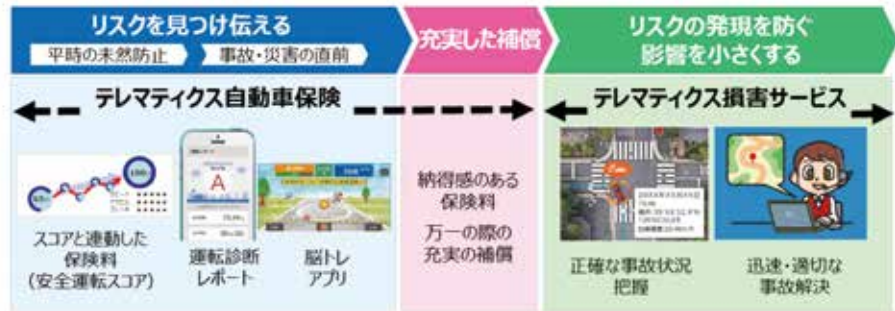 リスクを見つけ伝える
平時の未然防止
事故・災害の直前
充実した補償
リスクの発現を防ぐ
影響を小さくする
テレマティクス自動車保険
テレマティクス損害サービス
A
スコアと連動した
保険料
(安全運転スコア)
運転診断
レポート
脳トレ
アプリ
納得感のある
保険料
万一の際の
充実の補償
正確な事故状況
把握
迅速・適切な
事故解決